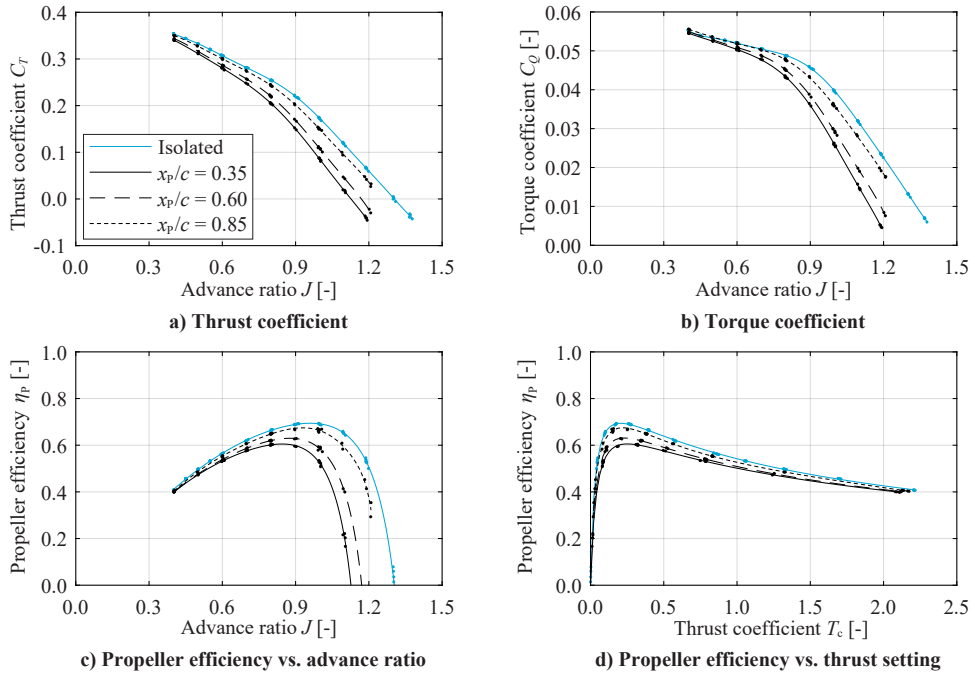 0.4
0.3
0.2
0.1
0.0
-0.1
Thrust coefficient C_T [-]
Isolated
x_P/c = 0.35
x_P/c = 0.60
x_P/c = 0.85
0.0 0.3 0.6 0.9 1.2 1.5
Advance ratio J [-]
a) Thrust coefficient
0.06
0.05
0.04
0.03
0.02
0.01
0.00
Torque coefficient C_Q [-]
0.0 0.3 0.6 0.9 1.2 1.5
Advance ratio J [-]
b) Torque coefficient
1.0
0.8
0.6
0.4
0.2
0.0
Propeller efficiency η_P [-]
0.0 0.3 0.6 0.9 1.2 1.5
Advance ratio J [-]
c) Propeller efficiency vs. advance ratio
1.0
0.8
0.6
0.4
0.2
0.0
Propeller efficiency η_P [-]
0.0 0.5 1.0 1.5 2.0 2.5
Thrust coefficient T_c [-]
d) Propeller efficiency vs. thrust setting